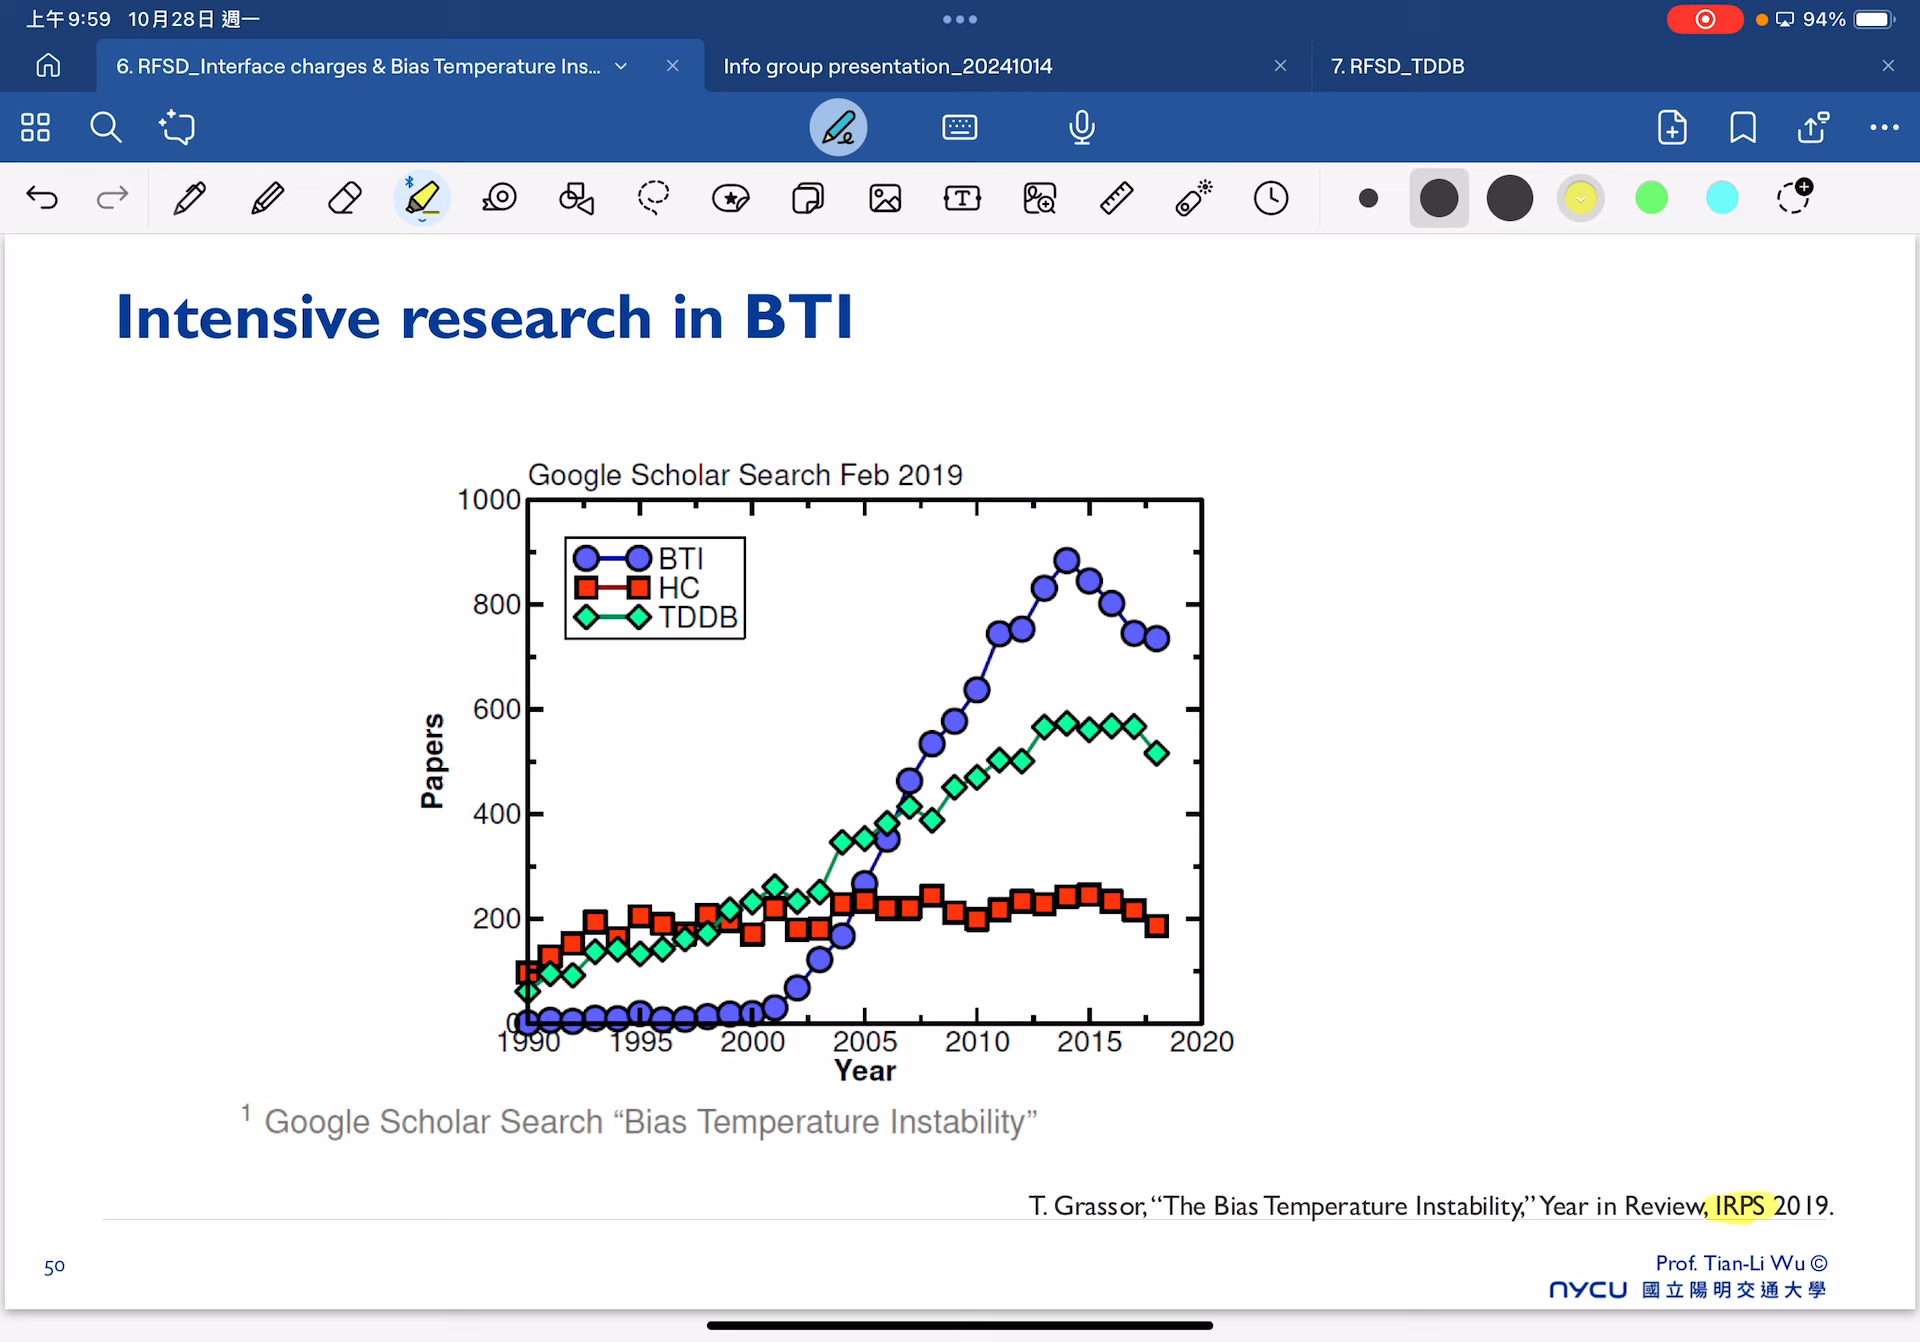 上午9:59 10月28日 週一
94%
6. RFSD_Interface charges & Bias Temperature Ins...
Info group presentation_20241014
7. RFSD_TDDB
Intensive research in BTI
Google Scholar Search Feb 2019
1000
800
600
400
200
0
BTI
HC
TDDB
Papers
1990 1995 2000 2005 2010 2015 2020
Year
1 Google Scholar Search “Bias Temperature Instability”
T. Grassor, “The Bias Temperature Instability,” Year in Review, IRPS 2019.
50
Prof. Tian-Li Wu ©
NYCU 國立陽明交通大學